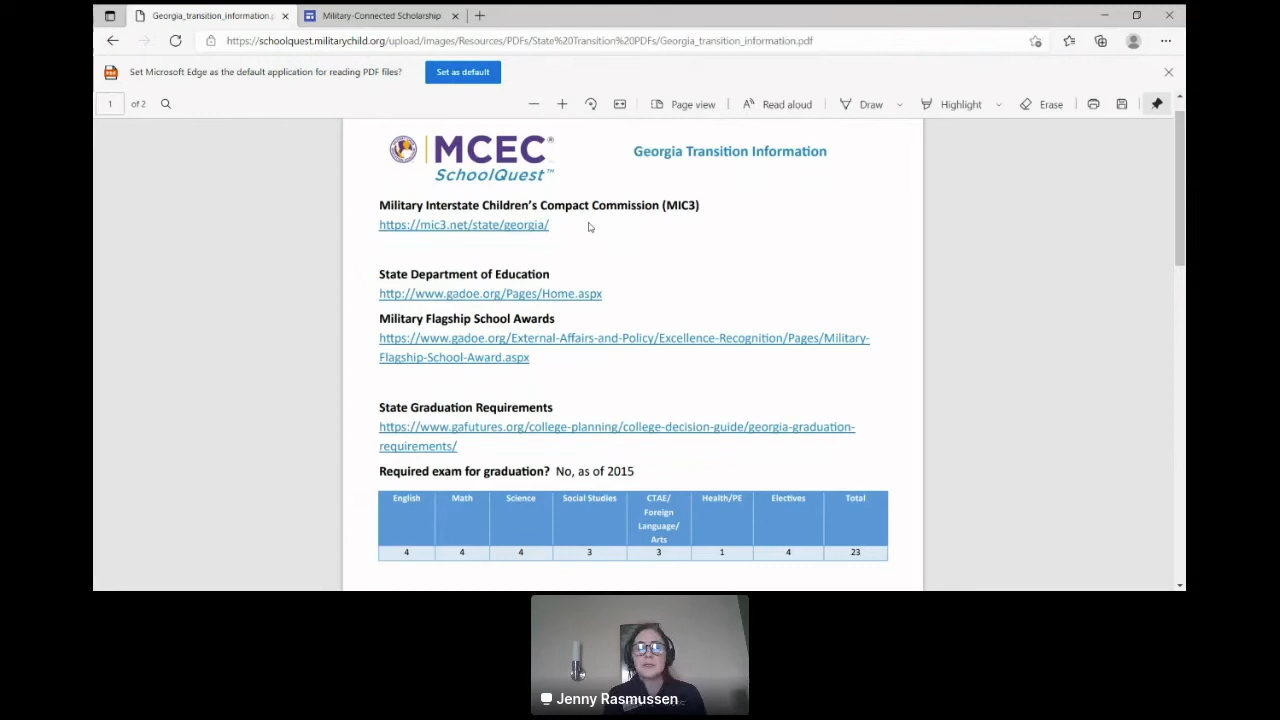 Georgia_transition_information.p
Military-Connected Scholarship
https://schoolquest.militarychild.org/upload/images/Resources/PDFs/State%20Transition%20PDFs/Georgia_transition_information.pdf
Set Microsoft Edge as the default application for reading PDF files?
Set as default
1 of 2
Page view
Read aloud
Draw
Highlight
Erase
MCEC®
SchoolQuest™
Georgia Transition Information
Military Interstate Children's Compact Commission (MIC3)
https://mic3.net/state/georgia/
State Department of Education
http://www.gadoe.org/Pages/Home.aspx
Military Flagship School Awards
https://www.gadoe.org/External-Affairs-and-Policy/Excellence-Recognition/Pages/Military-
Flagship-School-Award.aspx
State Graduation Requirements
https://www.gafutures.org/college-planning/college-decision-guide/georgia-graduation-
requirements/
Required exam for graduation? No, as of 2015
English Math Science Social Studies CTAE/ Health/PE Electives Total
Foreign
Language/
Arts
4 4 4 3 3 1 4 23
Jenny Rasmussen